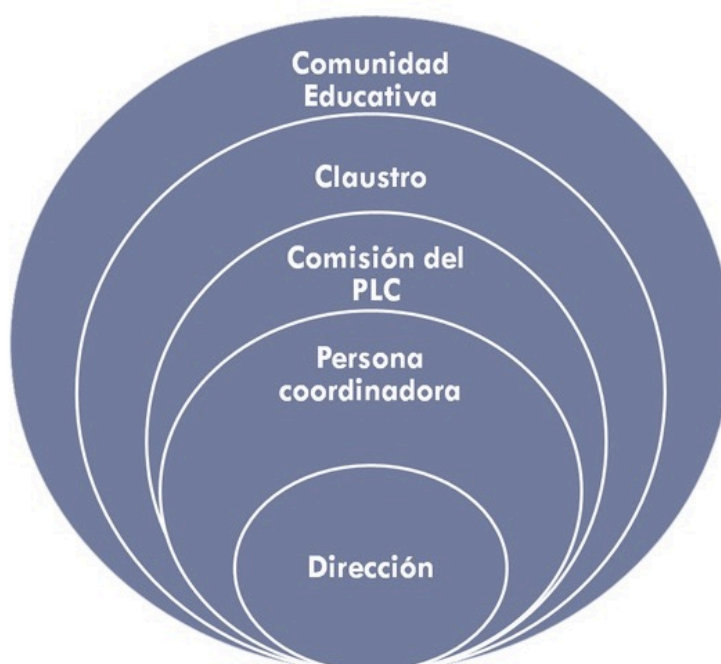 Comunidad
Educativa
Claustro
Comisión del
PLC
Persona
coordinadora
Dirección